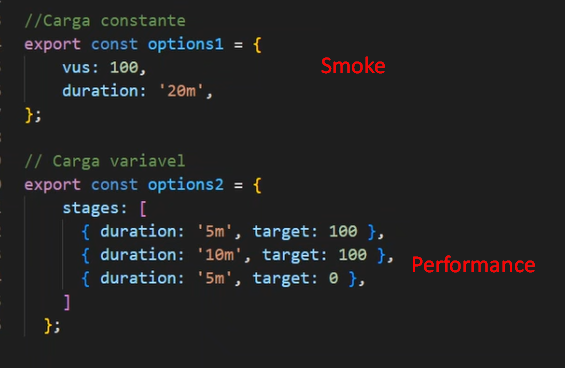 //Carga constante
export const options1 = {
vus: 100,
Smoke
duration: '20m',
};
// Carga variavel
export const options2 = {
stages: [
{ duration: '5m', target: 100 },
{ duration: '10m', target: 100 },
{ duration: '5m', target: 0 },
Performance
]
};